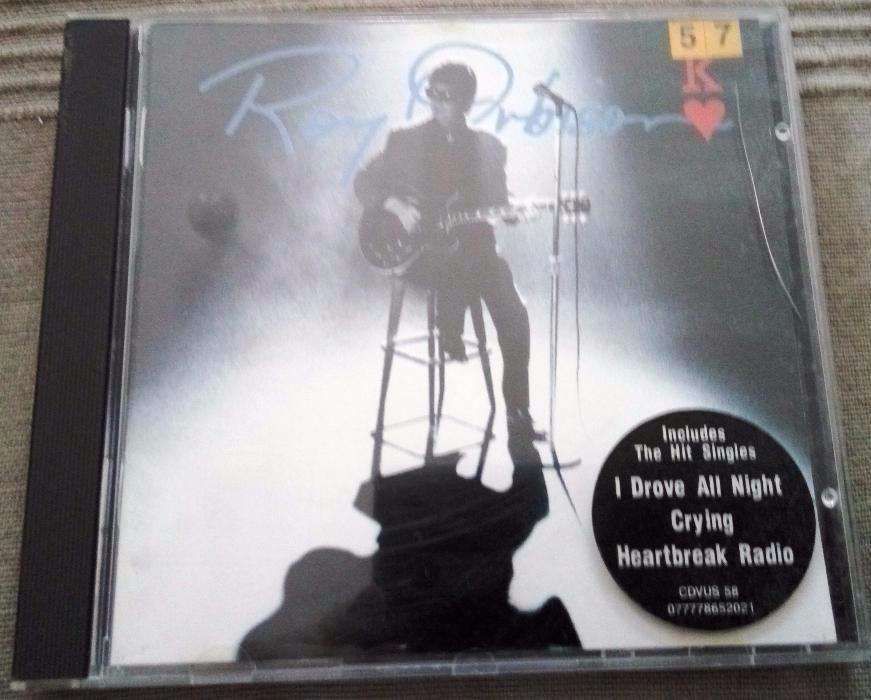 5 7
Roy Orbison
K
Includes
The Hit Singles
I Drove All Night
Crying
Heartbreak Radio
CDVUS 58
077778652021